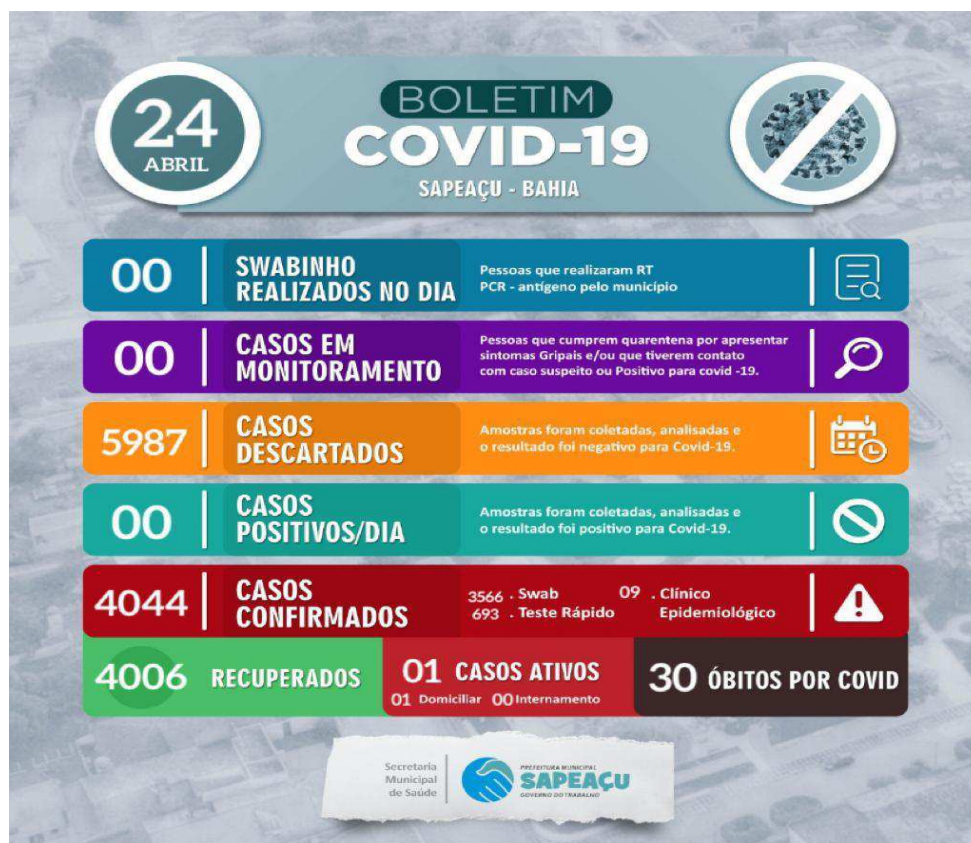 24
ABRIL
BOLETIM
COVID-19
SAPEAÇU - BAHIA
00
SWABINHO
REALIZADOS NO DIA
Pessoas que realizaram RT
PCR - antígeno pelo município
00
CASOS EM
MONITORAMENTO
Pessoas que cumprem quarentena por apresentar
sintomas Gripais e/ou que tiverem contato
com caso suspeito ou Positivo para covid -19.
5987
CASOS
DESCARTADOS
Amostras foram coletadas, analisadas e
o resultado foi negativo para Covid-19.
00
CASOS
POSITIVOS/DIA
Amostras foram coletadas, analisadas e
o resultado foi positivo para Covid-19.
4044
CASOS
CONFIRMADOS
3566 . Swab
693 . Teste Rápido
09 . Clínico
Epidemiológico
4006 RECUPERADOS
01 CASOS ATIVOS
01 Domiciliar 00 Internamento
30 ÓBITOS POR COVID
Secretaria
Municipal
de Saúde
PREFEITURA MUNICIPAL
SAPEAÇU
GOVERNO DO TRABALHO